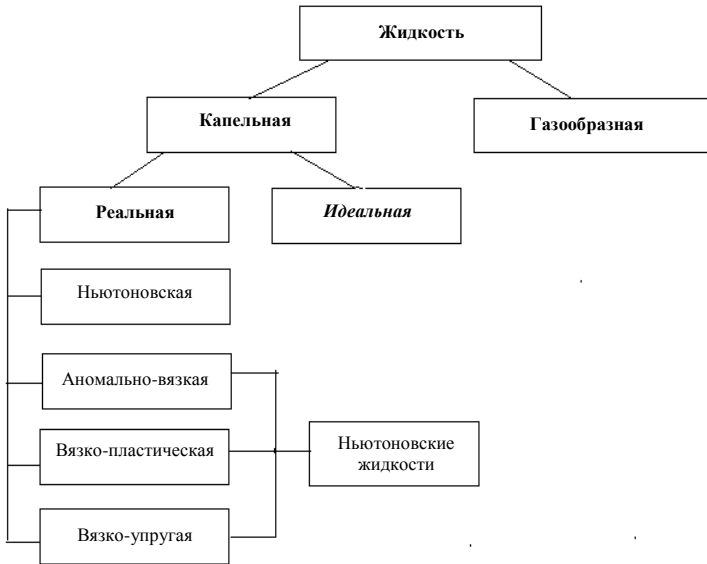 Жидкость
Капельная
Газообразная
Реальная
Идеальная
Ньютоновская
Аномально-вязкая
Вязко-пластическая
Ньютоновские
жидкости
Вязко-упругая